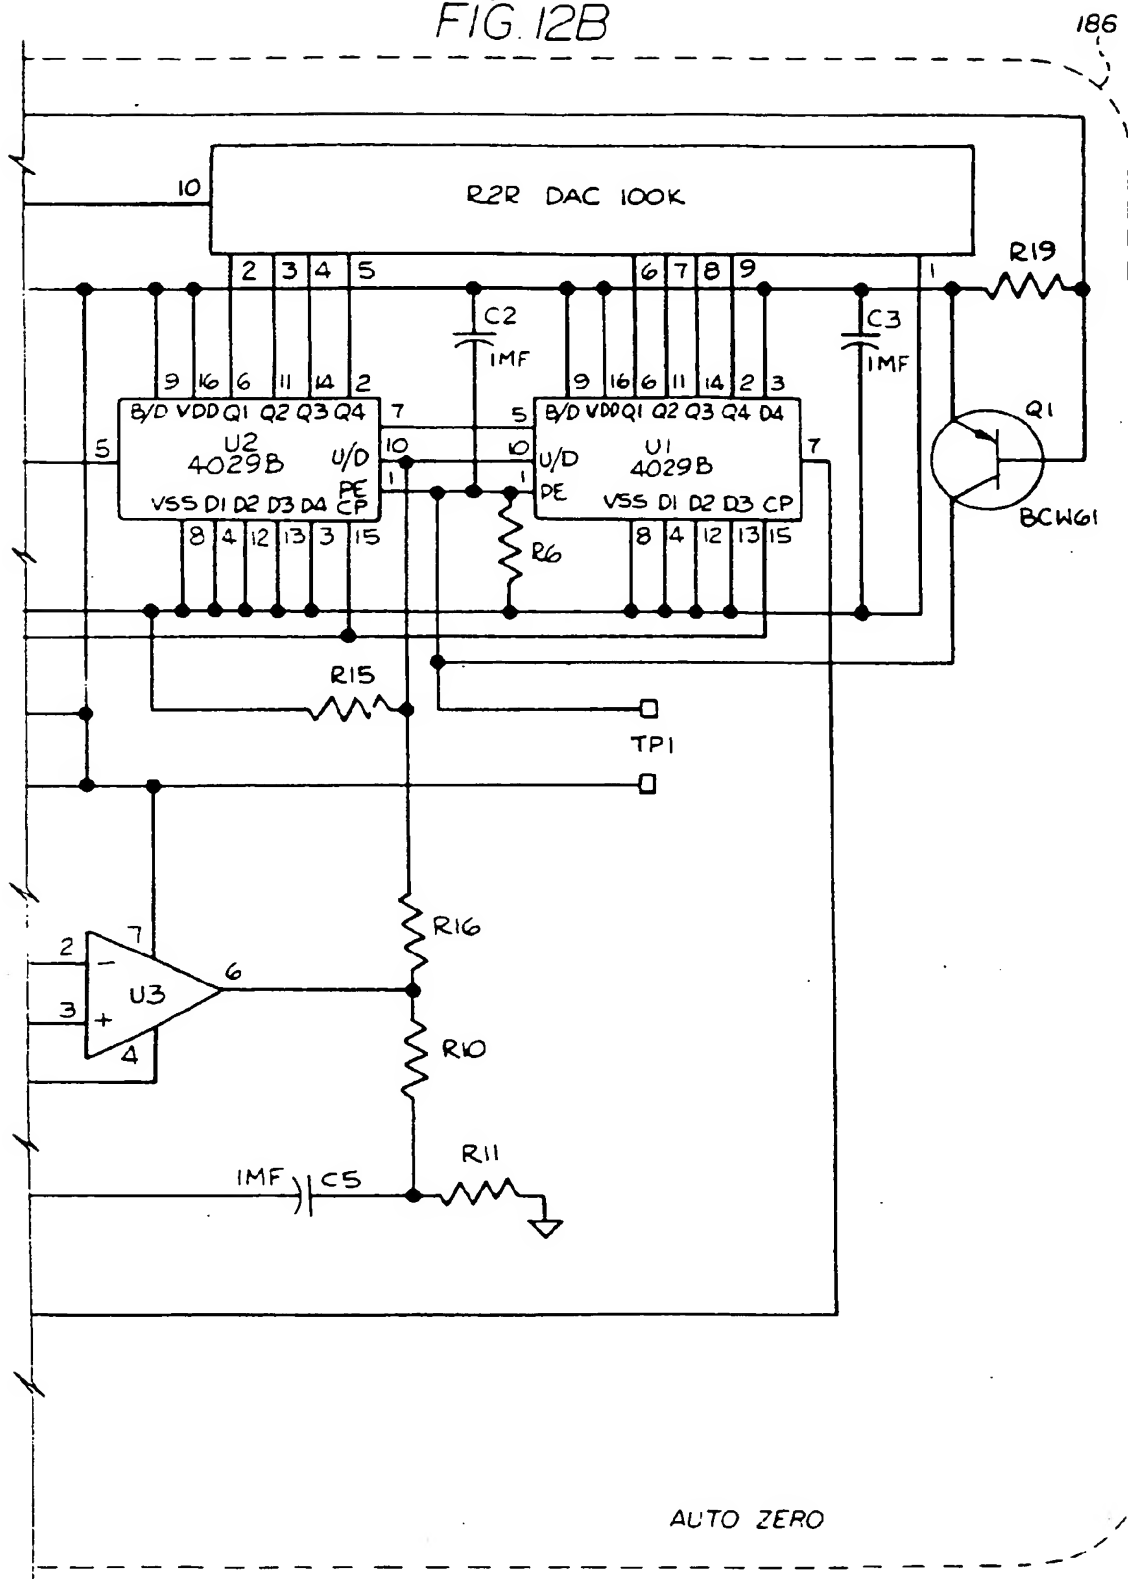 FIG. 12B
186
10
R2R DAC 100K
2 3 4 5 6 7 8 9 1
R19
C2
1MF
C3
1MF
9 16 6 11 14 2
9 16 6 11 14 2 3
Q1
B/D VDD Q1 Q2 Q3 Q4
7
5
B/D VDD Q1 Q2 Q3 Q4 D4
5
U2
4029B
U/D
10
10
U/D
U1
4029B
7
PE
1
1
PE
VSS D1 D2 D3 D4 CP
VSS D1 D2 D3 CP
BCW61
8 4 12 13 3 15
R6
8 4 12 13 15
R15
TP1
7
R16
2
-
6
U3
3
+
4
R10
R11
1MF
C5
AUTO ZERO